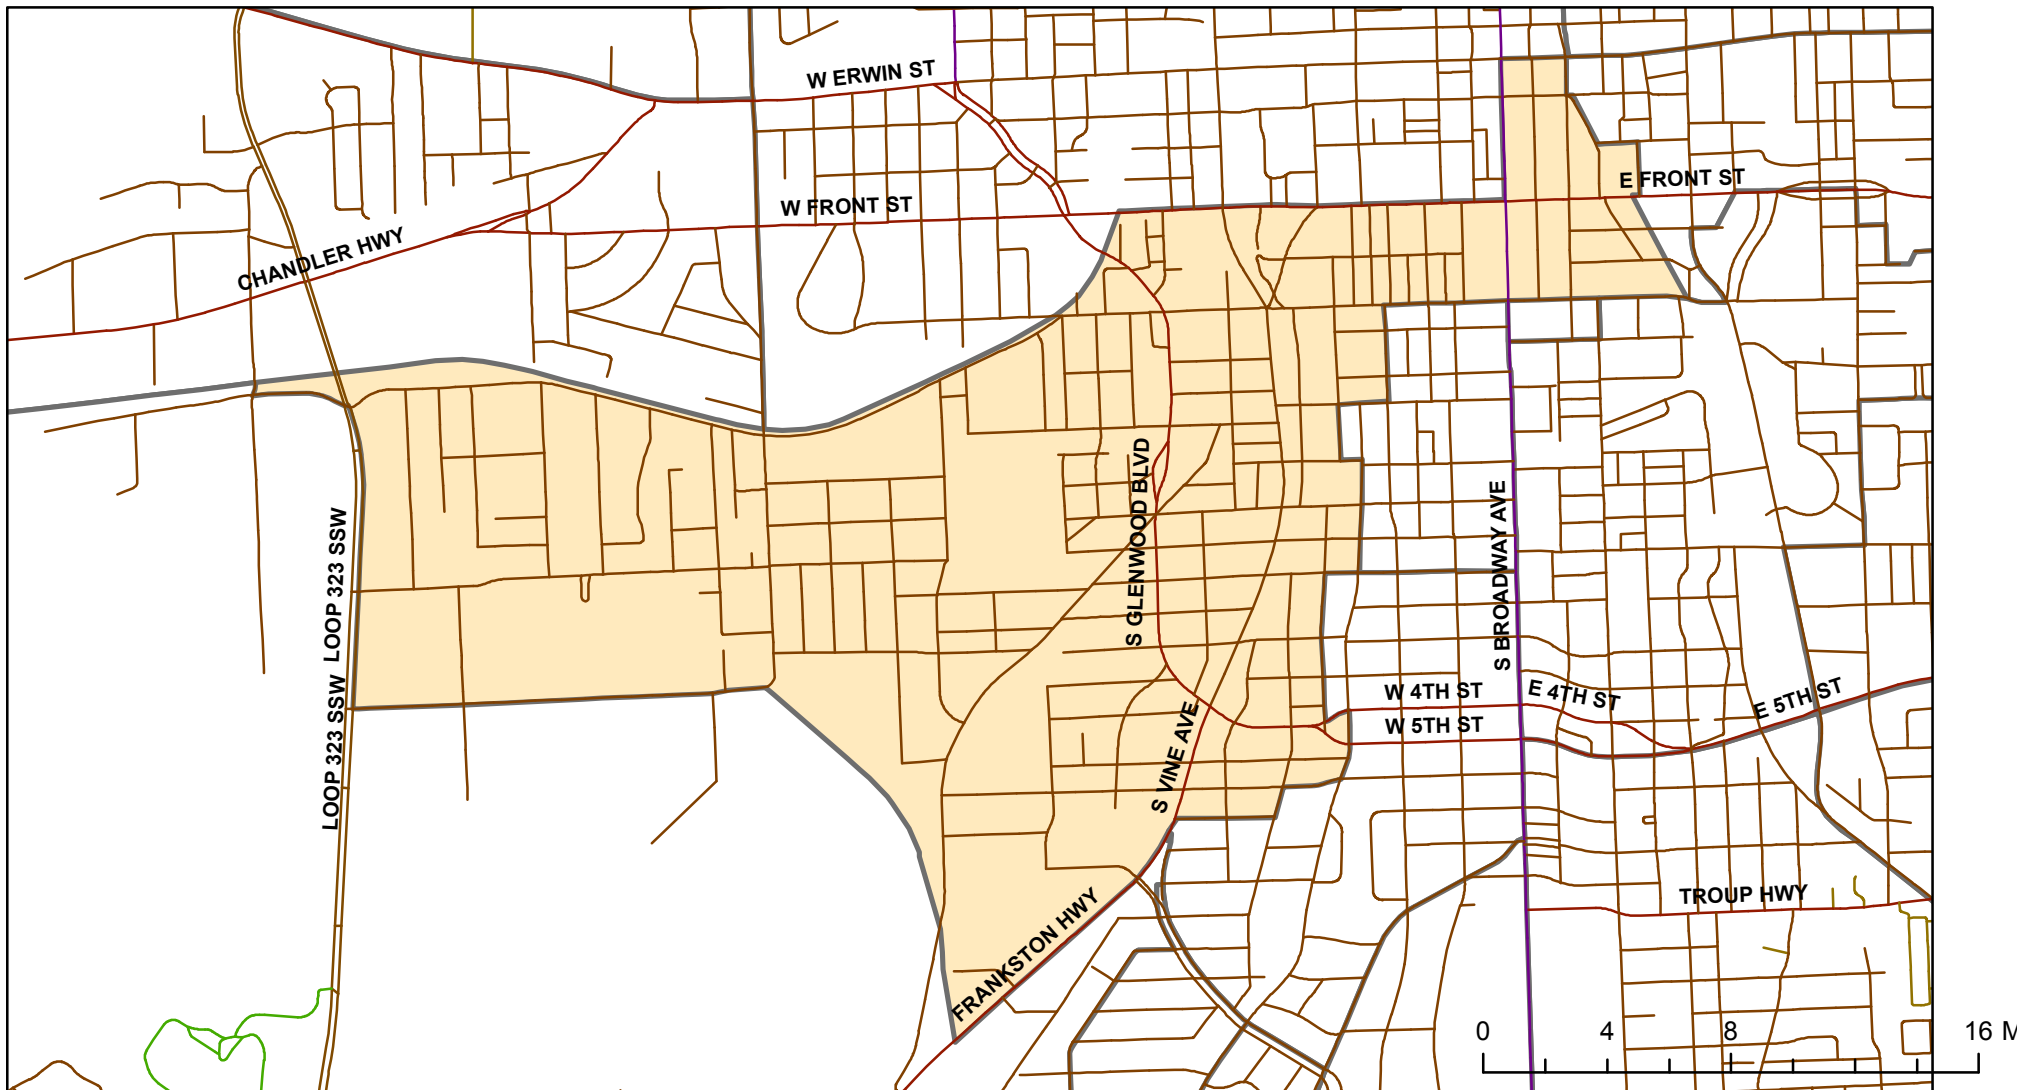 W ERWIN ST
E FRONT ST
W FRONT ST
CHANDLER HWY
S GLENWOOD BLVD
S BROADWAY AVE
LOOP 323 SSW
LOOP 323 SSW
W 4TH ST
E 4TH ST
E 5TH ST
W 5TH ST
S VINE AVE
TROUP HWY
FRANKSTON HWY
0 4 8 16 M